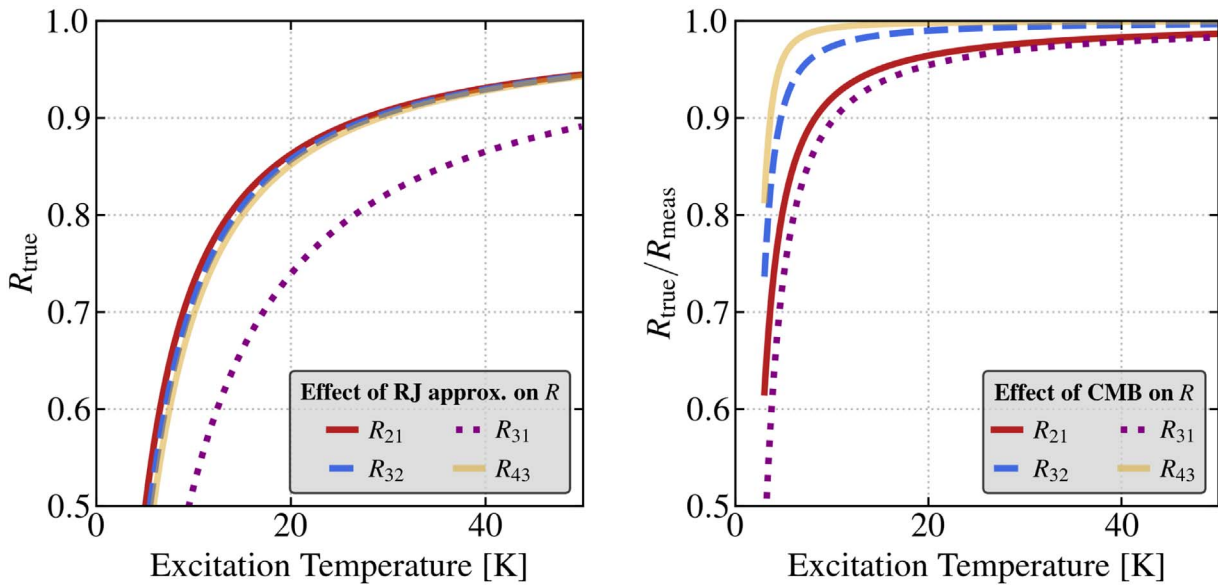 1.0
0.9
0.8
0.7
0.6
0.5
R_true
0 20 40
Excitation Temperature [K]
Effect of RJ approx. on R
R_21 R_31
R_32 R_43
1.0
0.9
0.8
0.7
0.6
0.5
R_true/R_meas
0 20 40
Excitation Temperature [K]
Effect of CMB on R
R_21 R_31
R_32 R_43